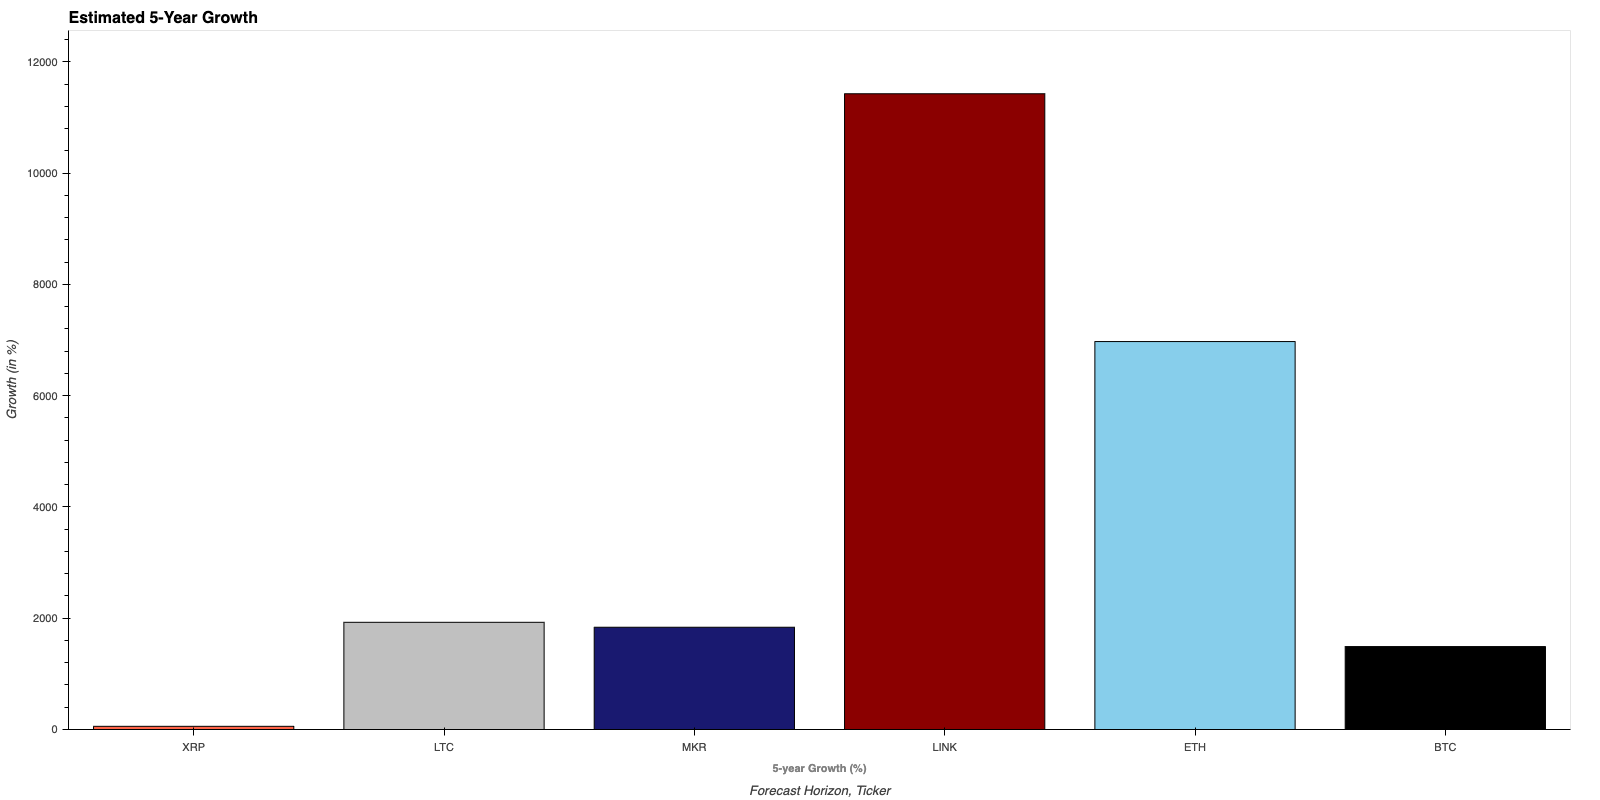 Estimated 5-Year Growth
12000
10000
8000
6000
4000
2000
0
Growth (in %)
XRP LTC MKR LINK ETH BTC
5-year Growth (%)
Forecast Horizon, Ticker